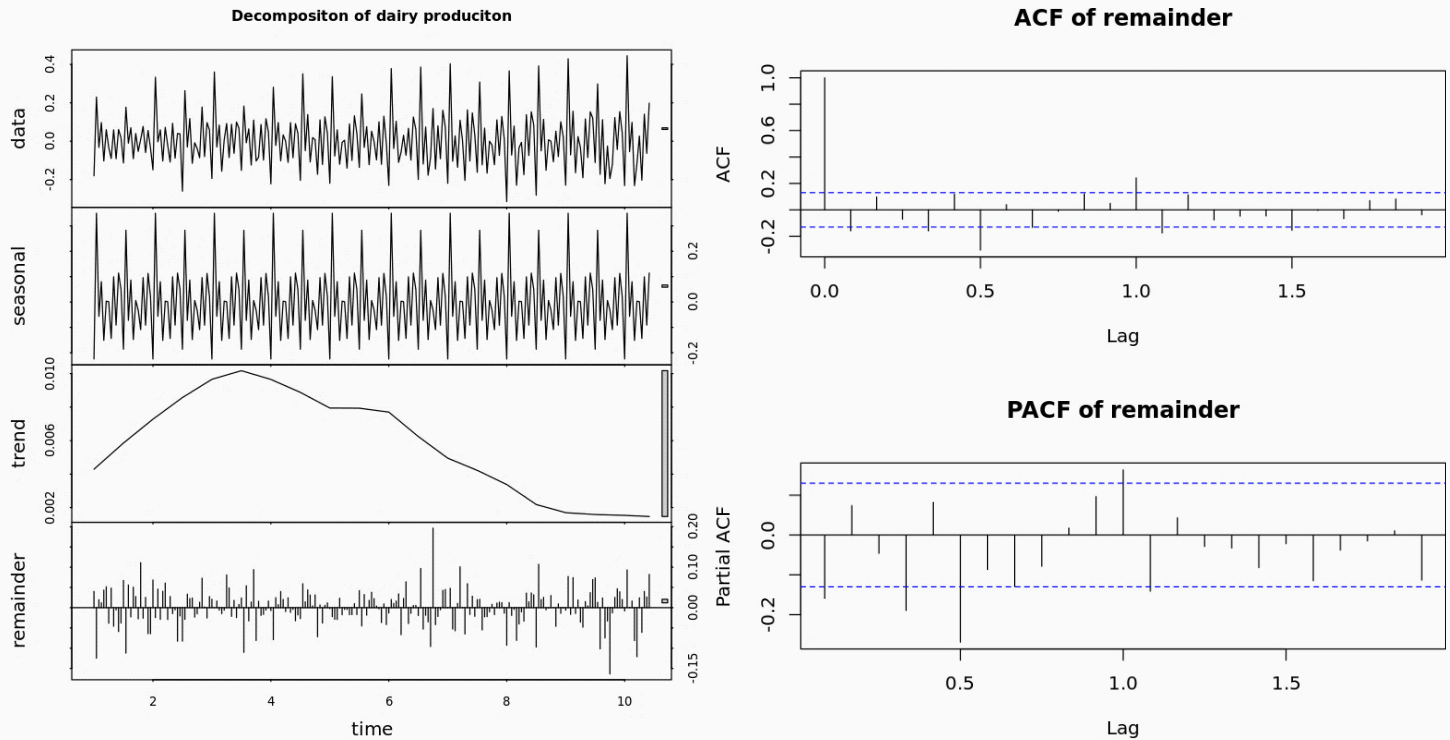 Decompositon of dairy produciton
data
-0.2 0.0 0.2 0.4
seasonal
-0.2 0.0 0.2
trend
0.002 0.006 0.010
remainder
-0.15 0.00 0.10 0.20
2 4 6 8 10
time
ACF of remainder
ACF
-0.2 0.2 0.6 1.0
0.0 0.5 1.0 1.5
Lag
PACF of remainder
Partial ACF
-0.2 0.0
0.5 1.0 1.5
Lag